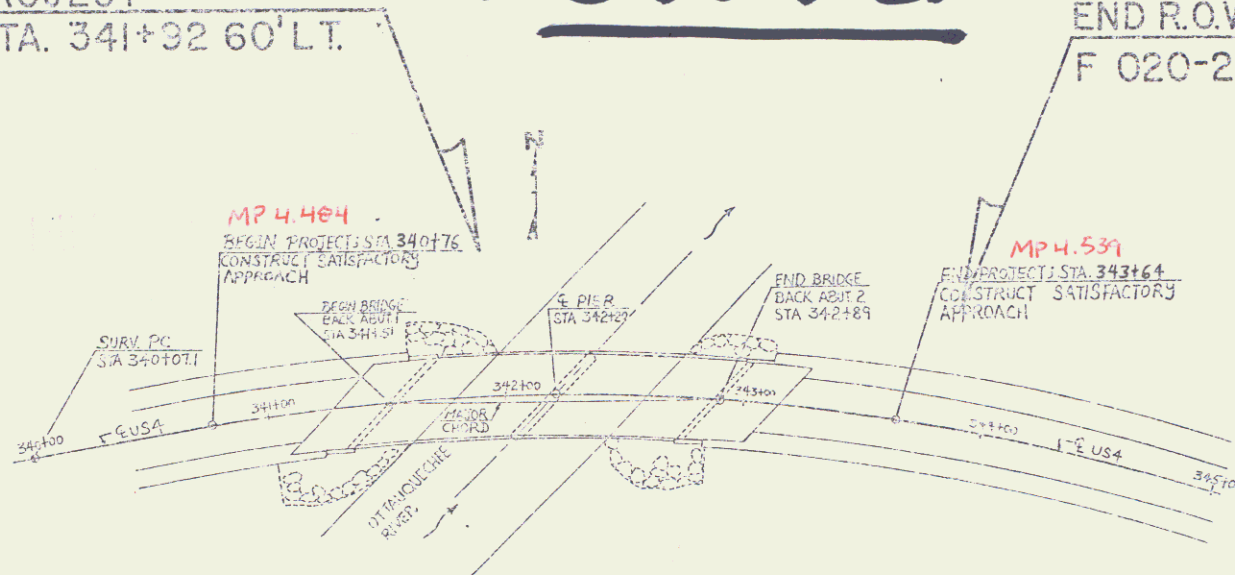 STA. 341+92 60' LT.
END R.O.W
F 020-2
N
MP 4.484
BEGIN PROJECT: STA. 340+76
CONSTRUCT SATISFACTORY
APPROACH
MP 4.539
END PROJECT: STA. 343+64
CONSTRUCT SATISFACTORY
APPROACH
BEGIN BRIDGE
BACK ABUT. 1
STA 341+51
℄ PIER
STA 342+20
END BRIDGE
BACK ABUT. 2
STA 342+89
SURV. PC
STA 340+07.1
340+00
℄ US4
341+00
342+00
MAJOR
CHORD
343+00
344+00
℄ US4
345+00
OTTAUQUECHEE
RIVER